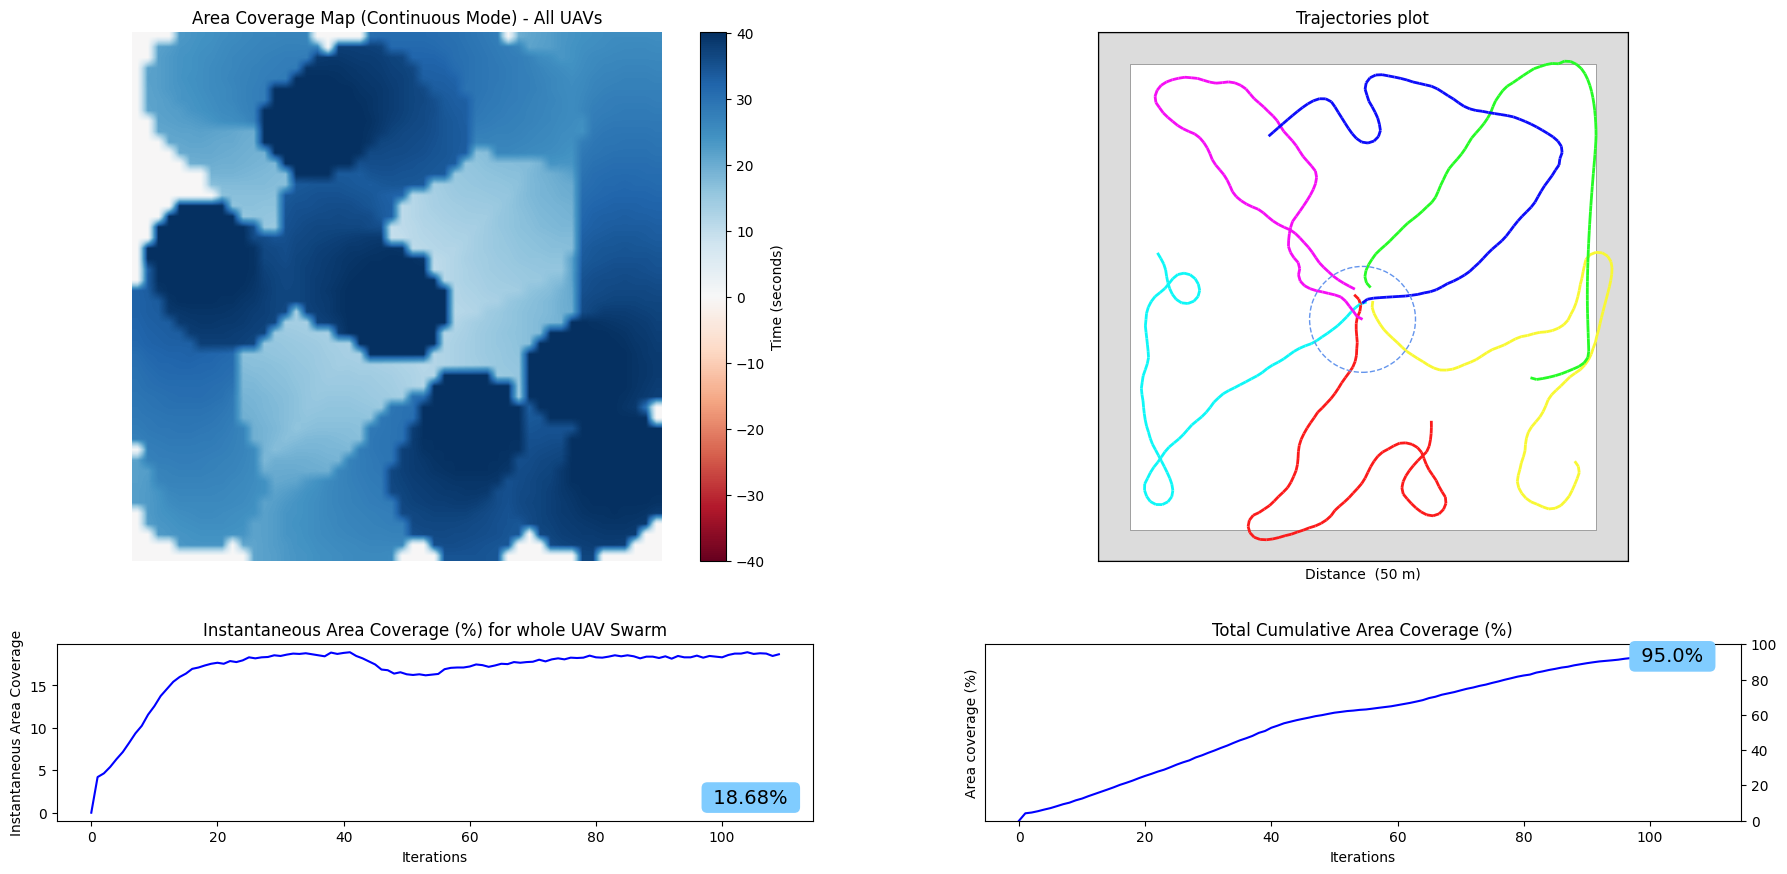 Area Coverage Map (Continuous Mode) - All UAVs
40
30
20
10
0
−10
−20
−30
−40
Time (seconds)
Trajectories plot
Distance  (50 m)
Instantaneous Area Coverage (%) for whole UAV Swarm
Instantaneous Area Coverage
15
10
5
0
18.68%
0 20 40 60 80 100
Iterations
Total Cumulative Area Coverage (%)
Area coverage (%)
95.0%
100
80
60
40
20
0
0 20 40 60 80 100
Iterations